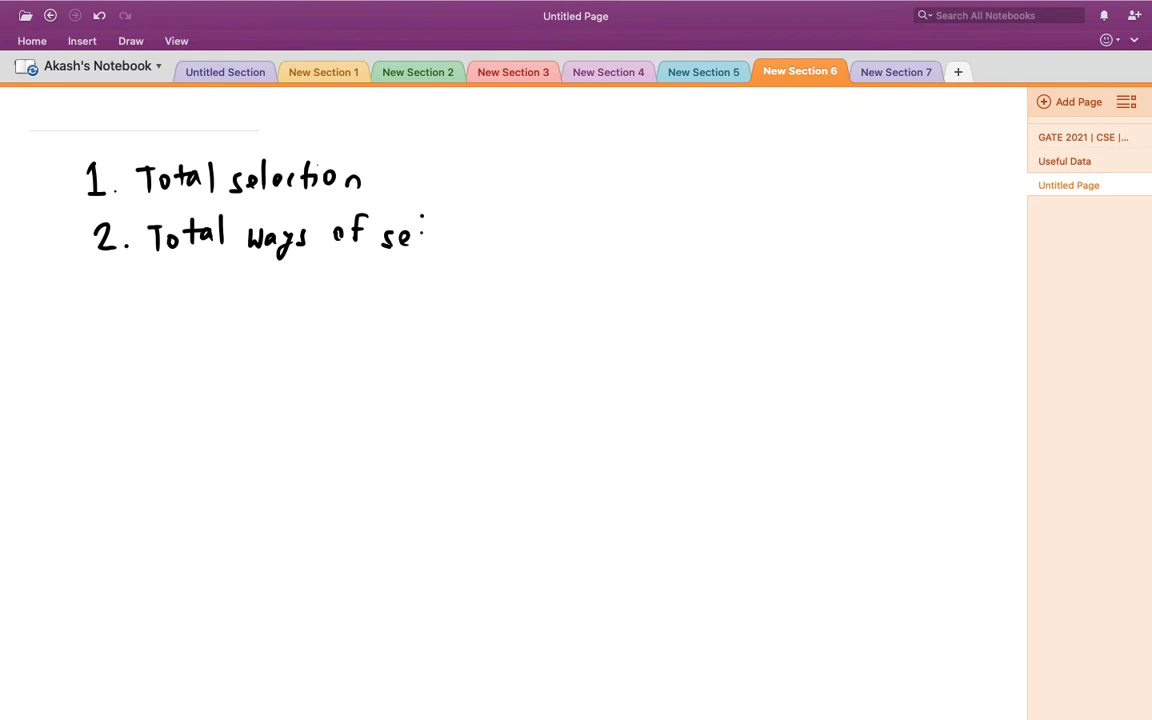 Untitled Page
Search All Notebooks
Home Insert Draw View
Akash's Notebook
Untitled Section New Section 1 New Section 2 New Section 3 New Section 4 New Section 5 New Section 6 New Section 7
Add Page
GATE 2021 | CSE |...
Useful Data
Untitled Page
1. Total selection
2. Total ways of se